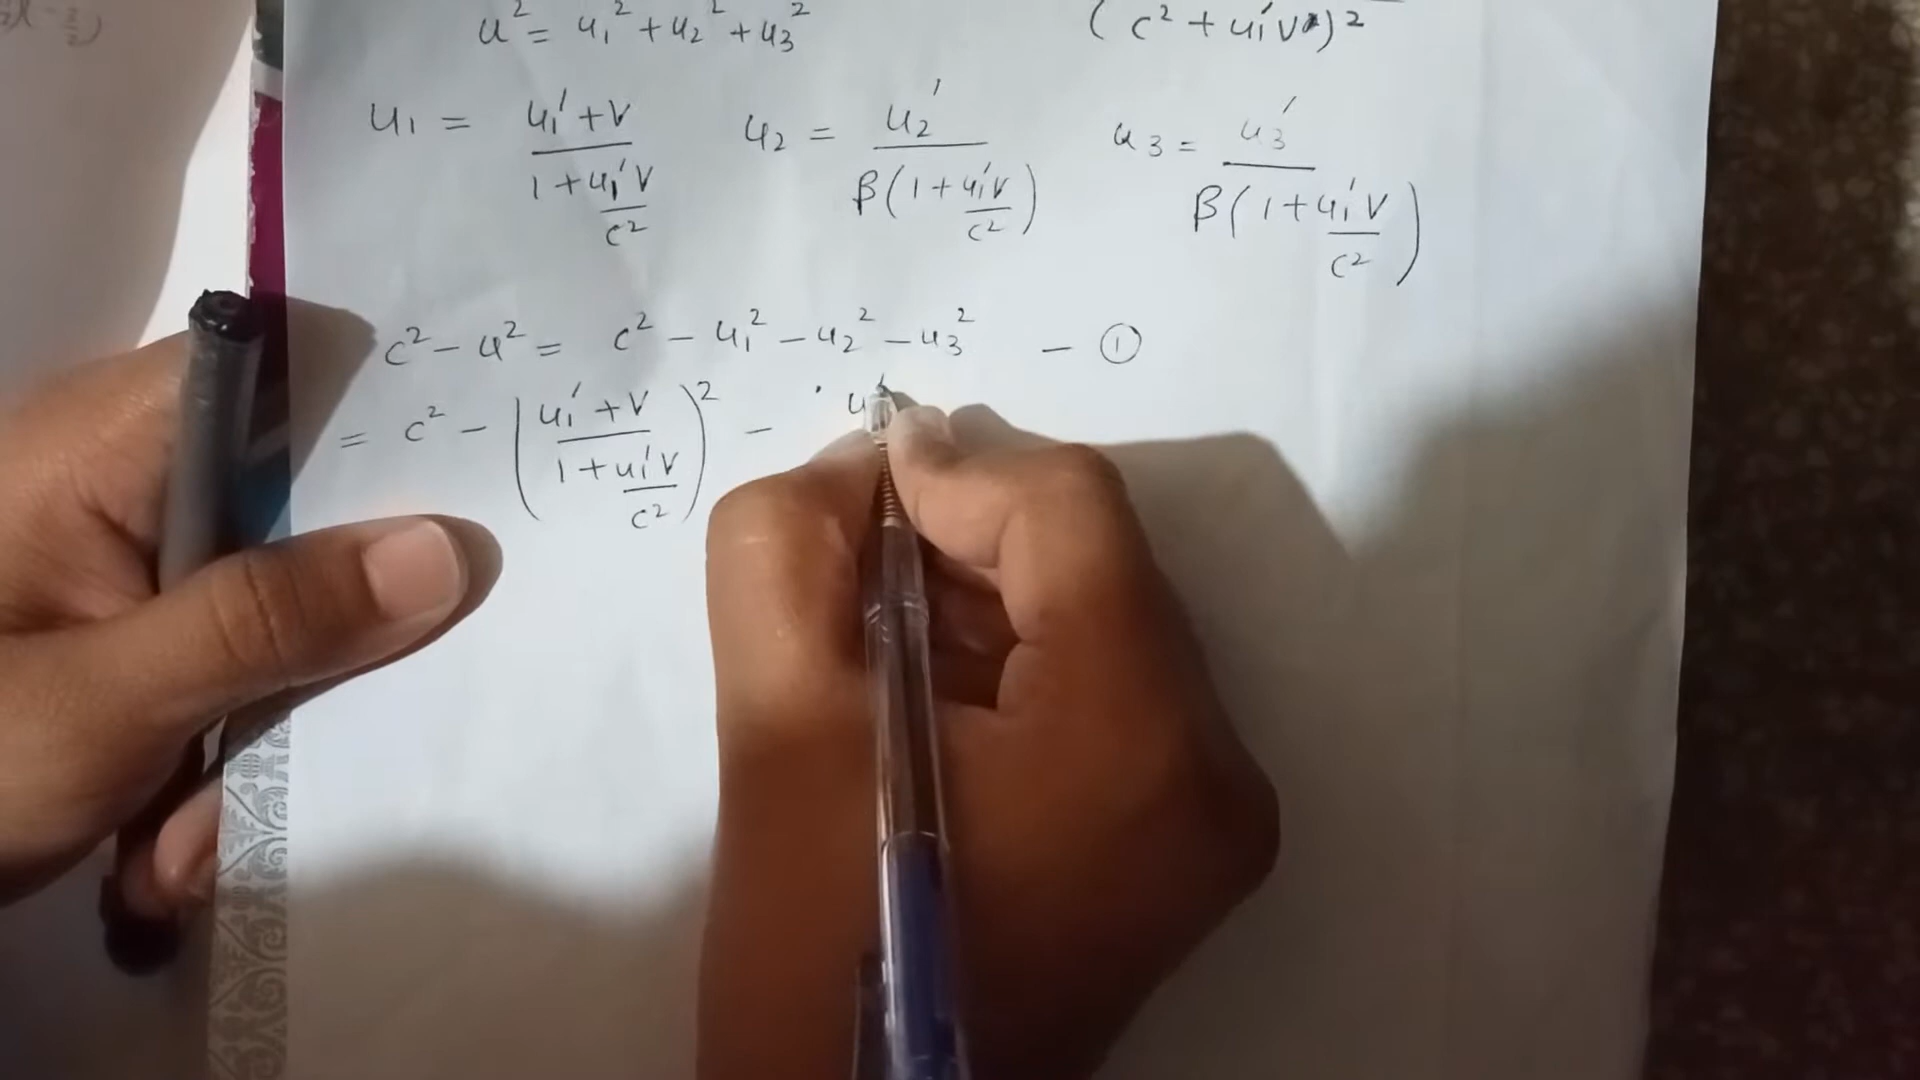 u² = u₁² + u₂² + u₃² (c² + u₁'v)²
u₁ = (u₁' + v)/(1 + u₁'v/c²) u₂ = u₂'/(β(1 + u₁'v/c²)) u₃ = u₃'/(β(1 + u₁'v/c²))
c² - u² = c² - u₁² - u₂² - u₃² - ①
= c² - ((u₁' + v)/(1 + u₁'v/c²))² - u